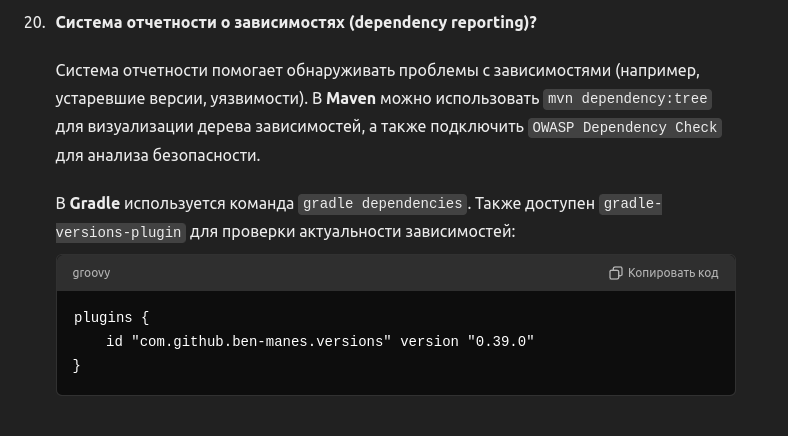 20. Система отчетности о зависимостях (dependency reporting)?
Система отчетности помогает обнаруживать проблемы с зависимостями (например,
устаревшие версии, уязвимости). В Maven можно использовать mvn dependency:tree
для визуализации дерева зависимостей, а также подключить OWASP Dependency Check
для анализа безопасности.
В Gradle используется команда gradle dependencies. Также доступен gradle-
versions-plugin для проверки актуальности зависимостей:
groovy Копировать код
plugins {
    id "com.github.ben-manes.versions" version "0.39.0"
}